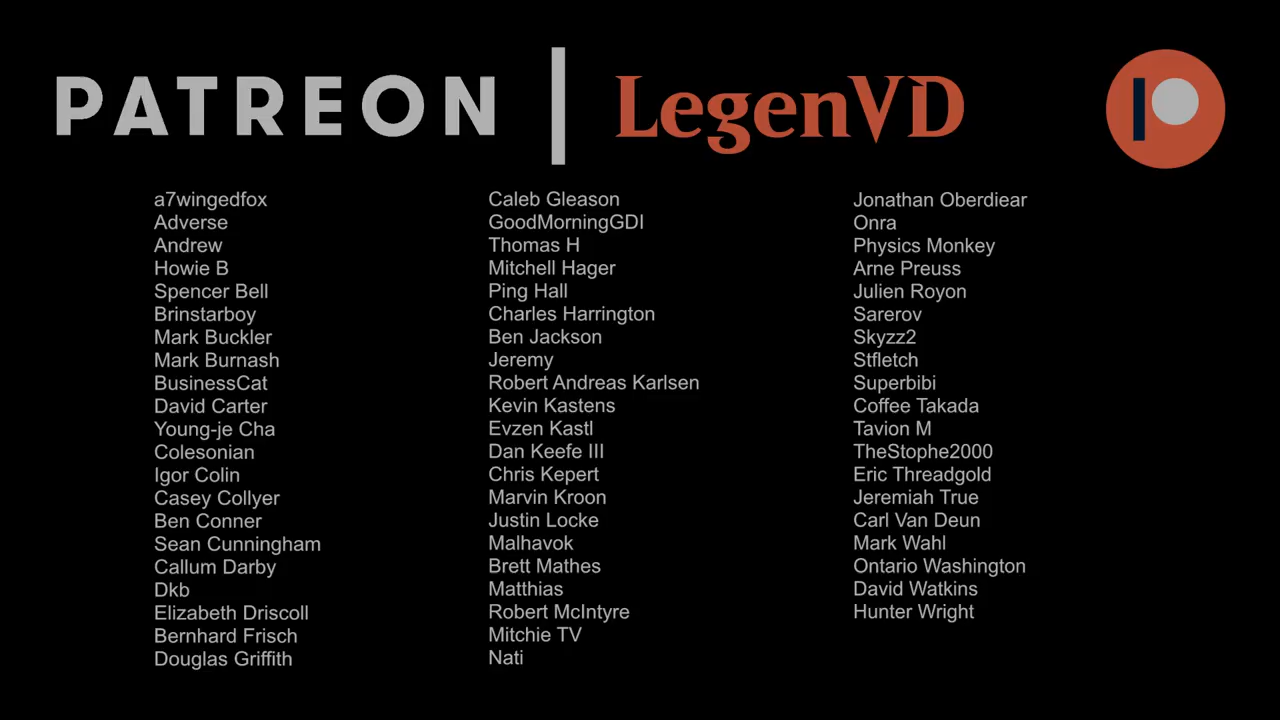 PATREON | LegenVD
a7wingedfox
Adverse
Andrew
Howie B
Spencer Bell
Brinstarboy
Mark Buckler
Mark Burnash
BusinessCat
David Carter
Young-je Cha
Colesonian
Igor Colin
Casey Collyer
Ben Conner
Sean Cunningham
Callum Darby
Dkb
Elizabeth Driscoll
Bernhard Frisch
Douglas Griffith
Caleb Gleason
GoodMorningGDI
Thomas H
Mitchell Hager
Ping Hall
Charles Harrington
Ben Jackson
Jeremy
Robert Andreas Karlsen
Kevin Kastens
Evzen Kastl
Dan Keefe III
Chris Kepert
Marvin Kroon
Justin Locke
Malhavok
Brett Mathes
Matthias
Robert McIntyre
Mitchie TV
Nati
Jonathan Oberdiear
Onra
Physics Monkey
Arne Preuss
Julien Royon
Sarerov
Skyzz2
Stfletch
Superbibi
Coffee Takada
Tavion M
TheStophe2000
Eric Threadgold
Jeremiah True
Carl Van Deun
Mark Wahl
Ontario Washington
David Watkins
Hunter Wright